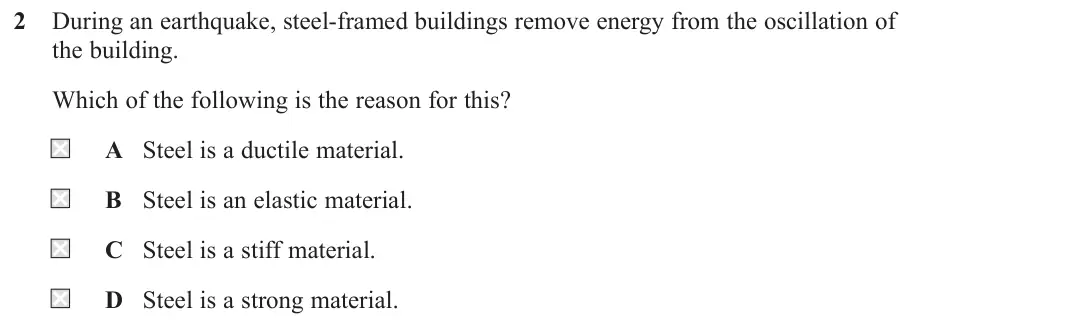 2 During an earthquake, steel-framed buildings remove energy from the oscillation of
the building.
Which of the following is the reason for this?
A Steel is a ductile material.
B Steel is an elastic material.
C Steel is a stiff material.
D Steel is a strong material.